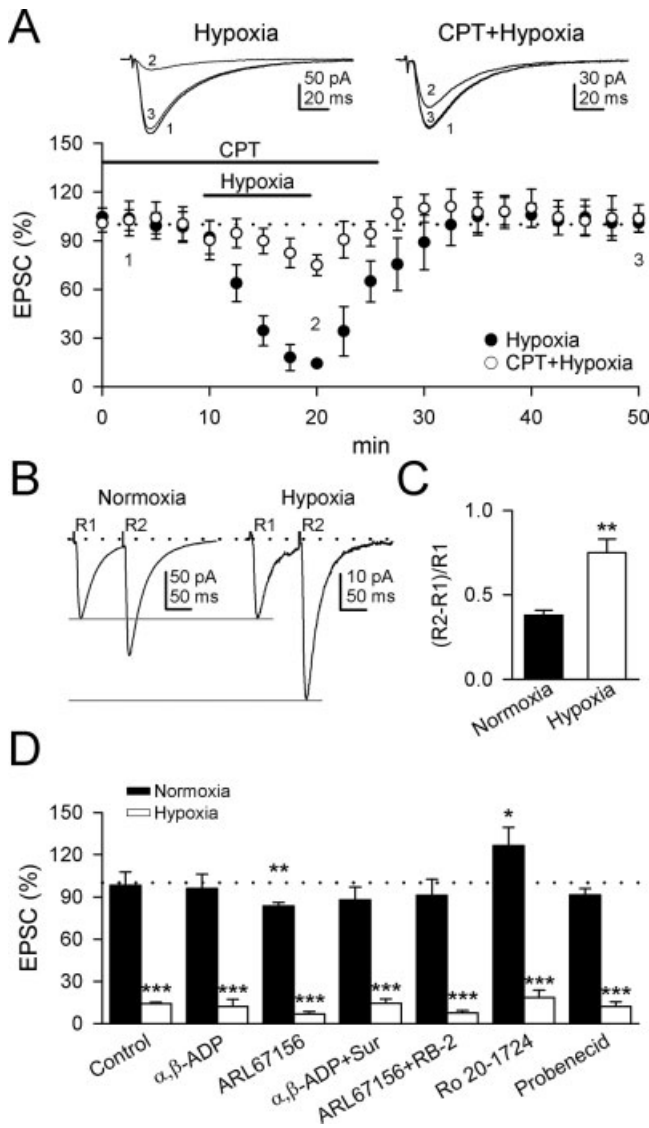 A
Hypoxia
CPT+Hypoxia
2
3
1
50 pA
20 ms
2
3
1
30 pA
20 ms
150
120
90
60
30
0
EPSC (%)
CPT
Hypoxia
1
2
3
Hypoxia
CPT+Hypoxia
0
10
20
30
40
50
min
B
Normoxia
Hypoxia
R1
R2
R1
R2
50 pA
50 ms
10 pA
50 ms
C
1.0
0.5
0.0
(R2-R1)/R1
**
Normoxia
Hypoxia
D
Normoxia
Hypoxia
150
120
90
60
30
0
EPSC (%)
***
***
**
***
***
***
*
***
***
Control
α,β-ADP
ARL67156
α,β-ADP+Sur
ARL67156+RB-2
Ro 20-1724
Probenecid